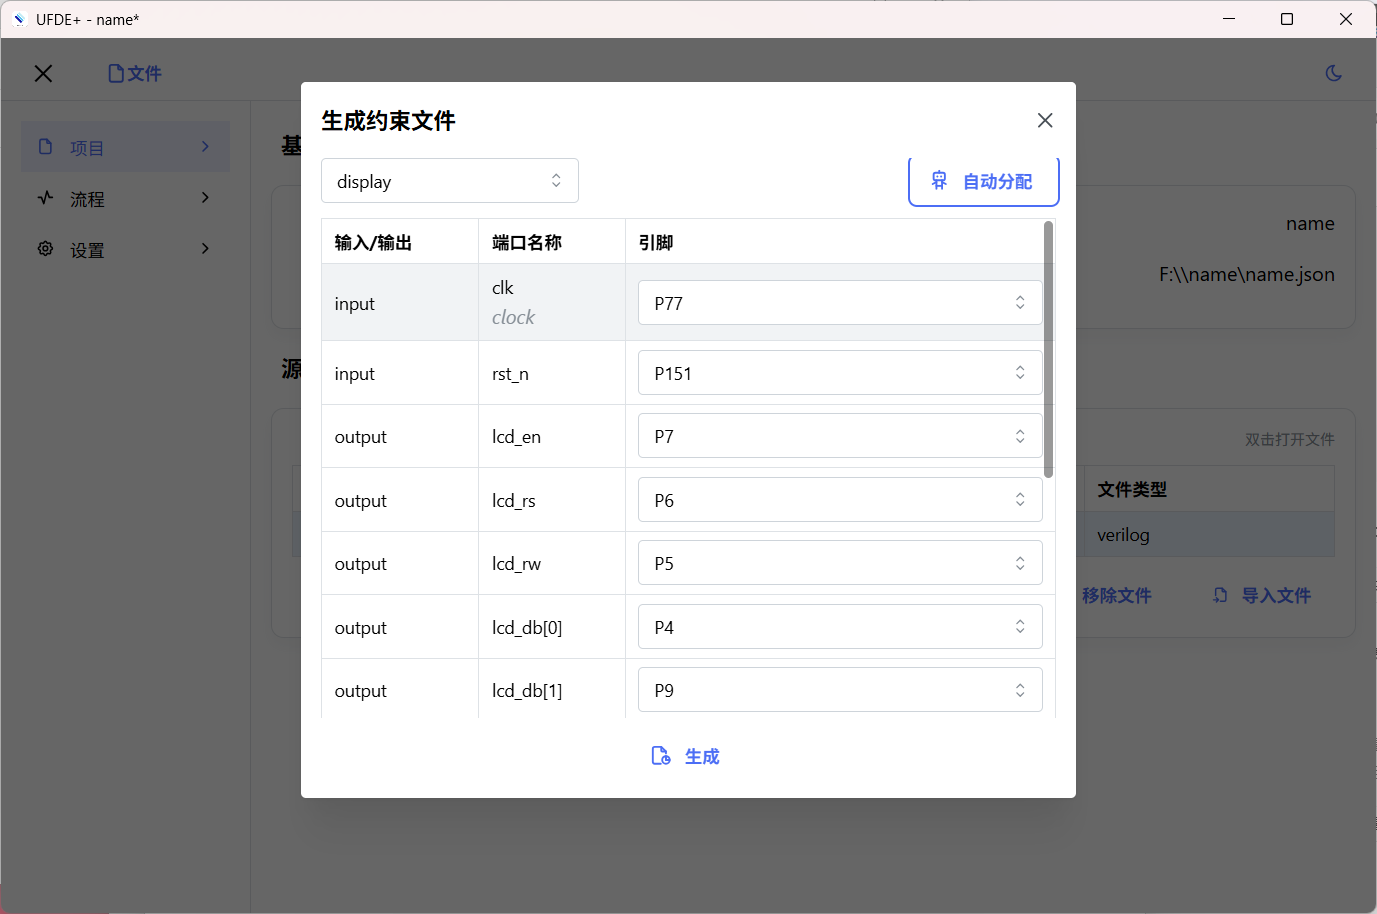 UFDE+ - name*
文件
项目
流程
设置
基
name
F:\\name\name.json
源
双击打开文件
文件类型
verilog
移除文件
导入文件
生成约束文件
display
自动分配
输入/输出 端口名称 引脚
input clk clock P77
input rst_n P151
output lcd_en P7
output lcd_rs P6
output lcd_rw P5
output lcd_db[0] P4
output lcd_db[1] P9
生成